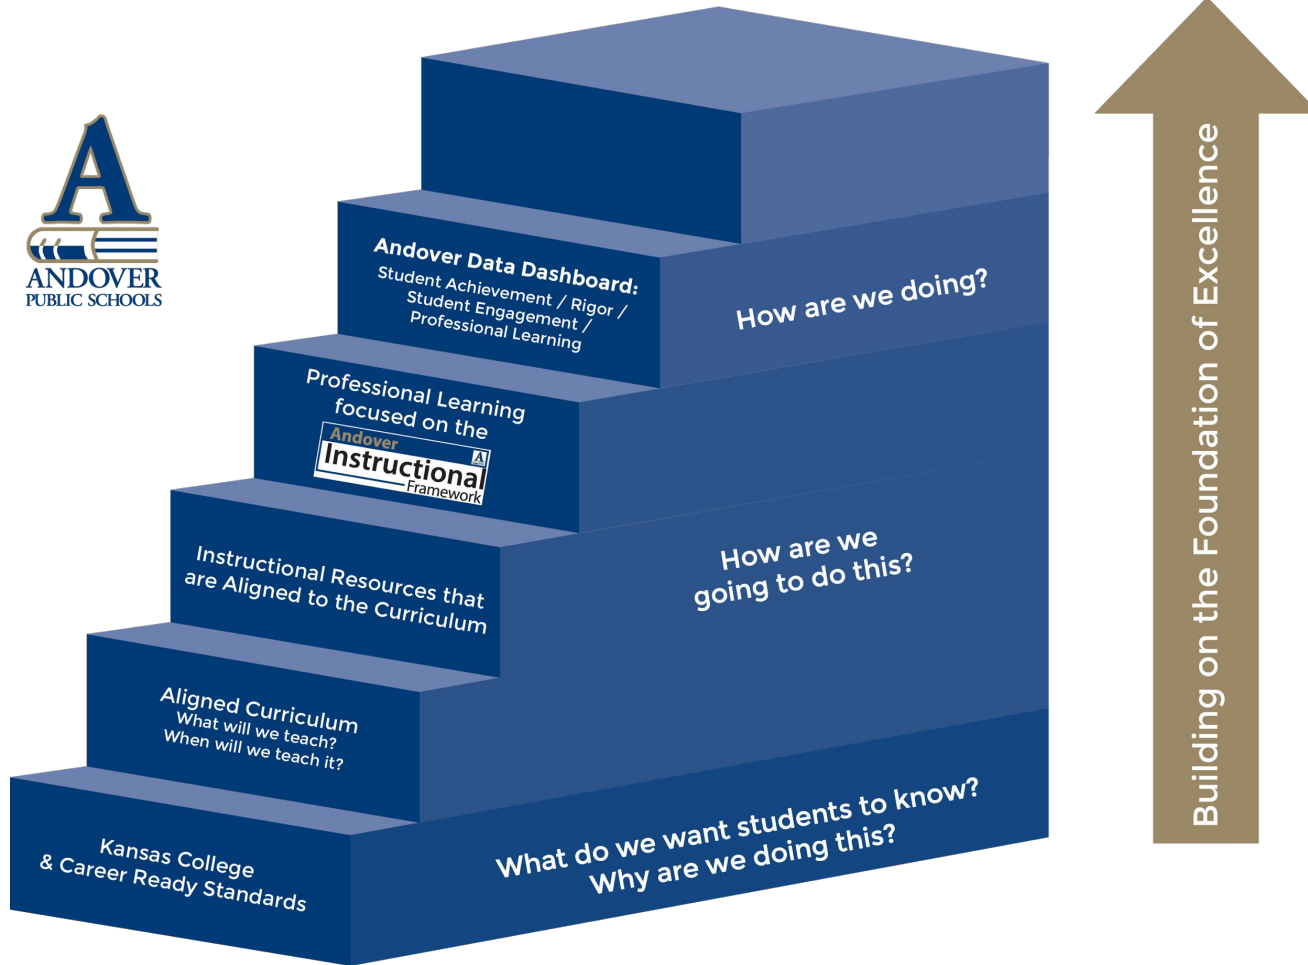 A
ANDOVER
PUBLIC SCHOOLS
Andover Data Dashboard:
Student Achievement / Rigor /
Student Engagement /
Professional Learning
How are we doing?
Professional Learning
focused on the
Andover
A
Instructional
Framework
Instructional Resources that
are Aligned to the Curriculum
How are we
going to do this?
Aligned Curriculum
What will we teach?
When will we teach it?
Kansas College
& Career Ready Standards
What do we want students to know?
Why are we doing this?
Building on the Foundation of Excellence